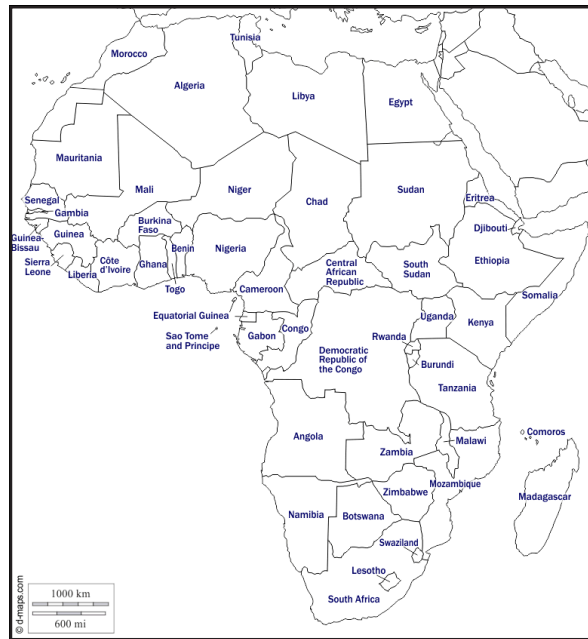 Tunisia
Morocco
Algeria
Libya
Egypt
Mauritania
Mali
Niger
Chad
Sudan
Eritrea
Senegal
Gambia
Burkina
Faso
Djibouti
Guinea-
Bissau
Guinea
Benin
Nigeria
Ethiopia
Sierra
Leone
Côte
d'Ivoire
Ghana
Central
African
Republic
South
Sudan
Liberia
Togo
Cameroon
Somalia
Equatorial Guinea
Uganda
Kenya
Sao Tome
and Principe
Gabon
Congo
Rwanda
Democratic
Republic of
the Congo
Burundi
Tanzania
Angola
Malawi
Comoros
Zambia
Mozambique
Zimbabwe
Madagascar
Namibia
Botswana
Swaziland
Lesotho
South Africa
© d-maps.com
1000 km
600 mi